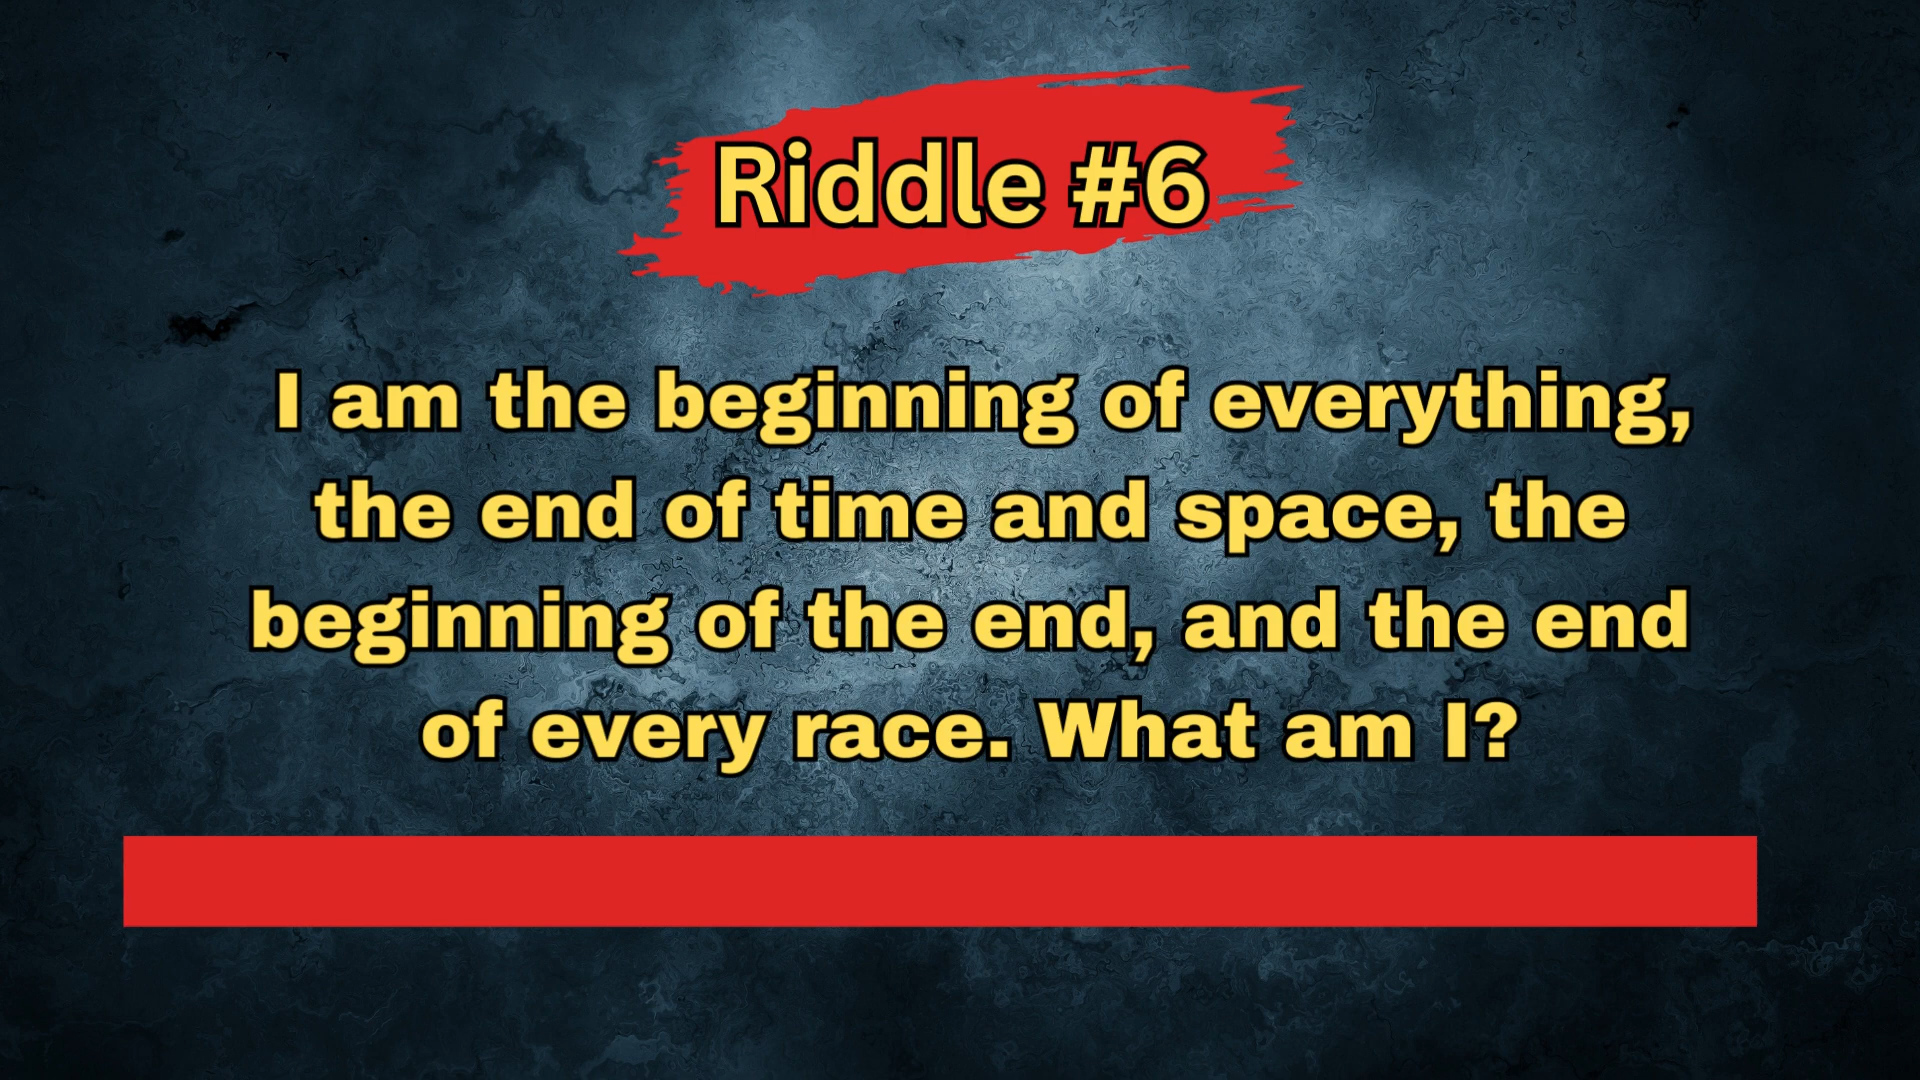 Riddle #6
I am the beginning of everything,
the end of time and space, the
beginning of the end, and the end
of every race. What am I?